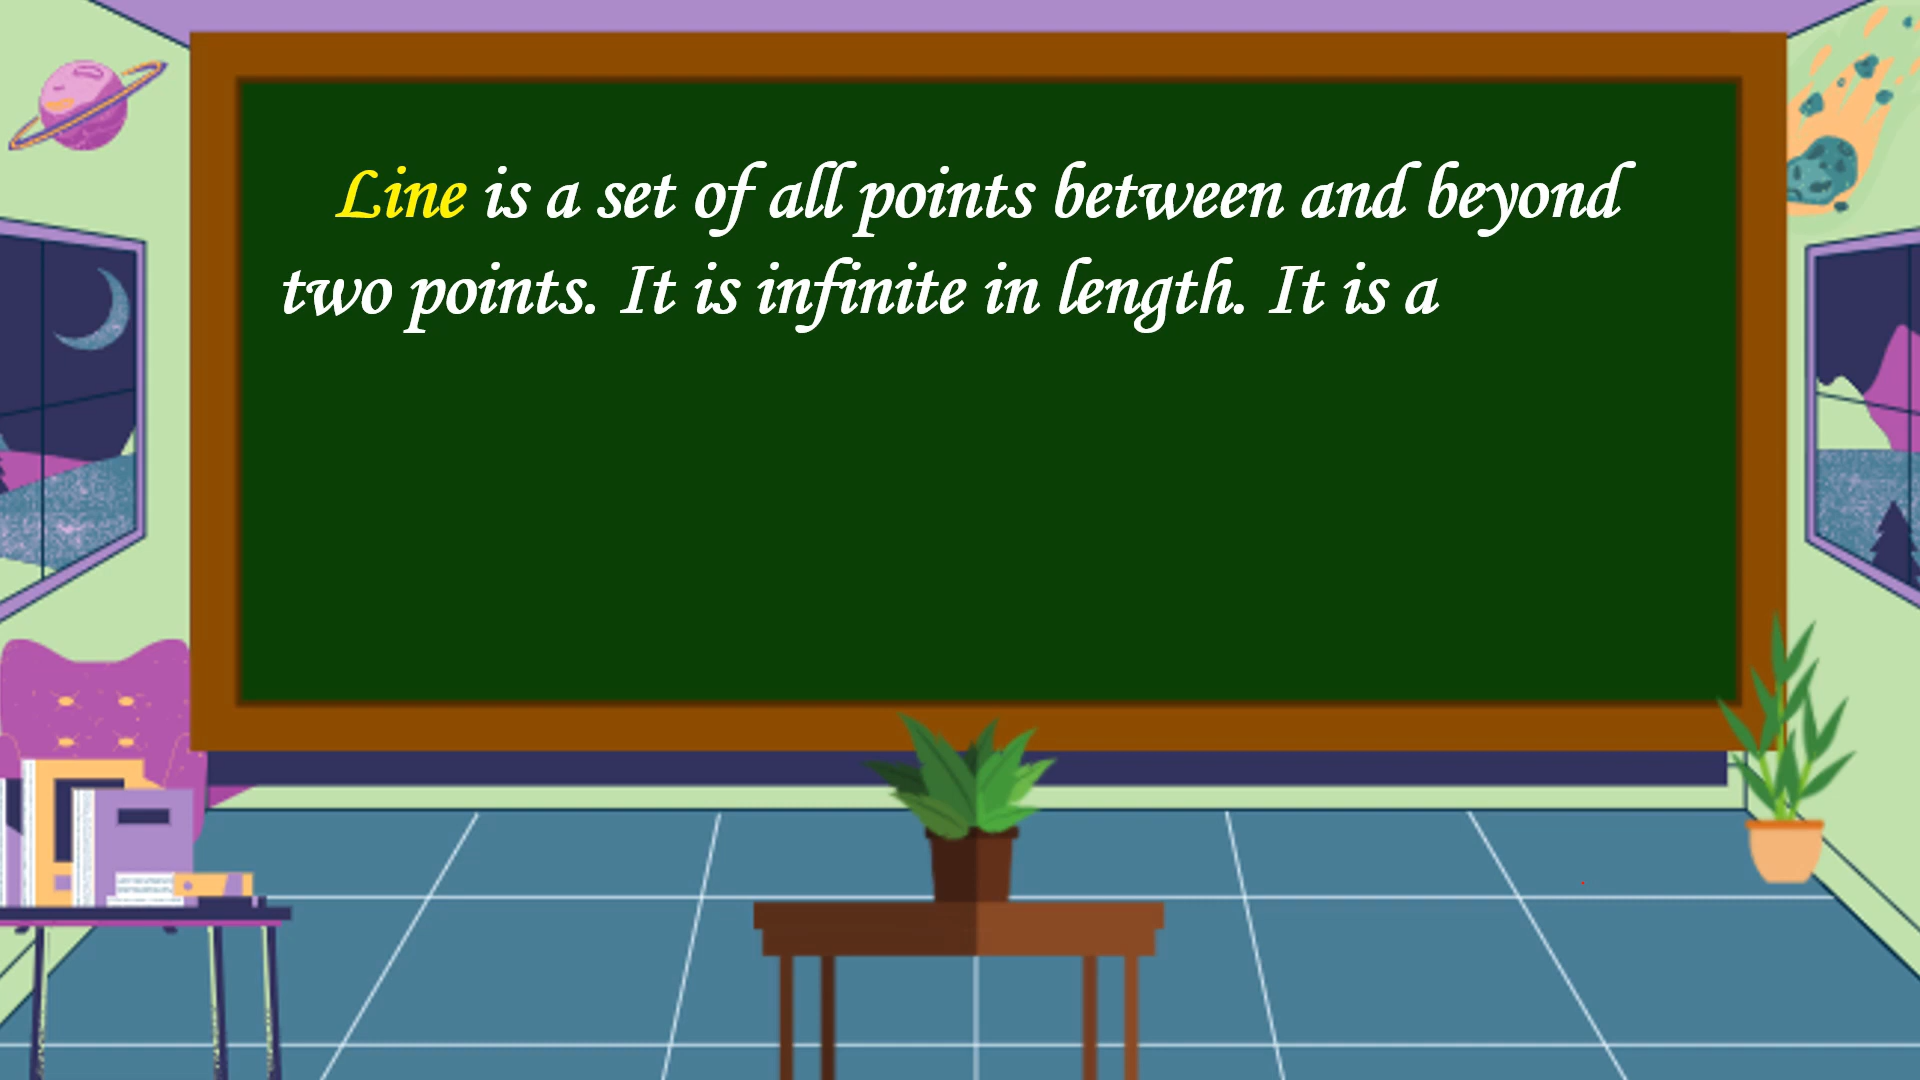 Line is a set of all points between and beyond
two points. It is infinite in length. It is a